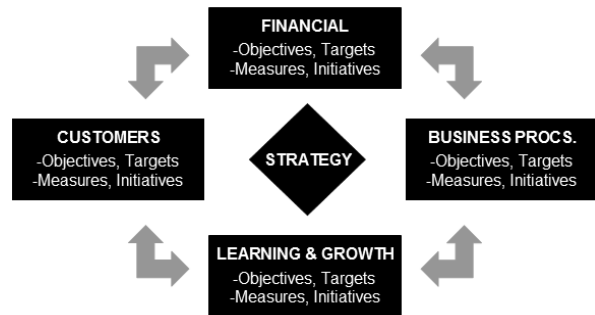 FINANCIAL
-Objectives, Targets
-Measures, Initiatives
CUSTOMERS
-Objectives, Targets
-Measures, Initiatives
STRATEGY
BUSINESS PROCS.
-Objectives, Targets
-Measures, Initiatives
LEARNING & GROWTH
-Objectives, Targets
-Measures, Initiatives